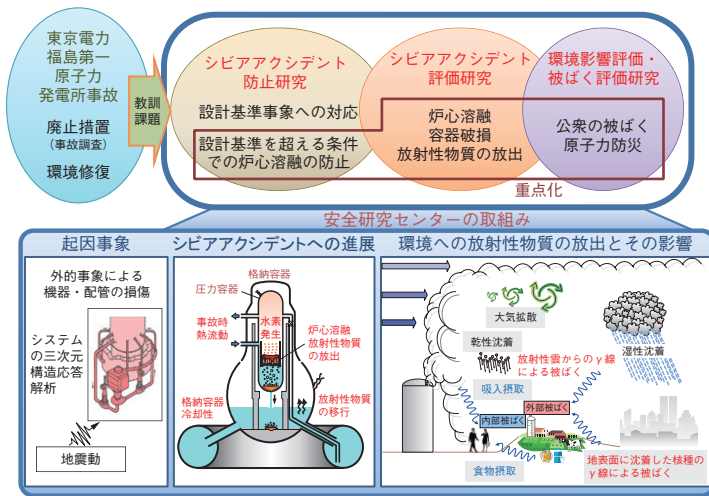 東京電力
福島第一
原子力
発電所事故
廃止措置
(事故調査)
環境修復
教訓
課題
シビアアクシデント
防止研究
設計基準事象への対応
設計基準を超える条件
での炉心溶融の防止
シビアアクシデント
評価研究
炉心溶融
容器破損
放射性物質の放出
環境影響評価・
被ばく評価研究
公衆の被ばく
原子力防災
重点化
安全研究センターの取組み
起因事象
外的事象による
機器・配管の損傷
システム
の三次元
構造応答
解析
地震動
シビアアクシデントへの進展
格納容器
圧力容器
事故時
熱流動
水素
発生
炉心溶融
放射性物質
の放出
格納容器
冷却性
放射性物質
の移行
環境への放射性物質の放出とその影響
大気拡散
乾性沈着
湿性沈着
放射性雲からのγ線
による被ばく
吸入摂取
外部被ばく
内部被ばく
食物摂取
地表面に沈着した核種の
γ線による被ばく